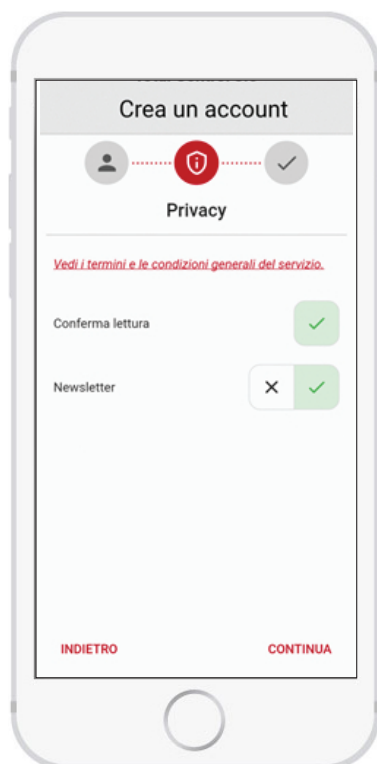 Crea un account
Privacy
Vedi i termini e le condizioni generali del servizio.
Conferma lettura
Newsletter
INDIETRO
CONTINUA